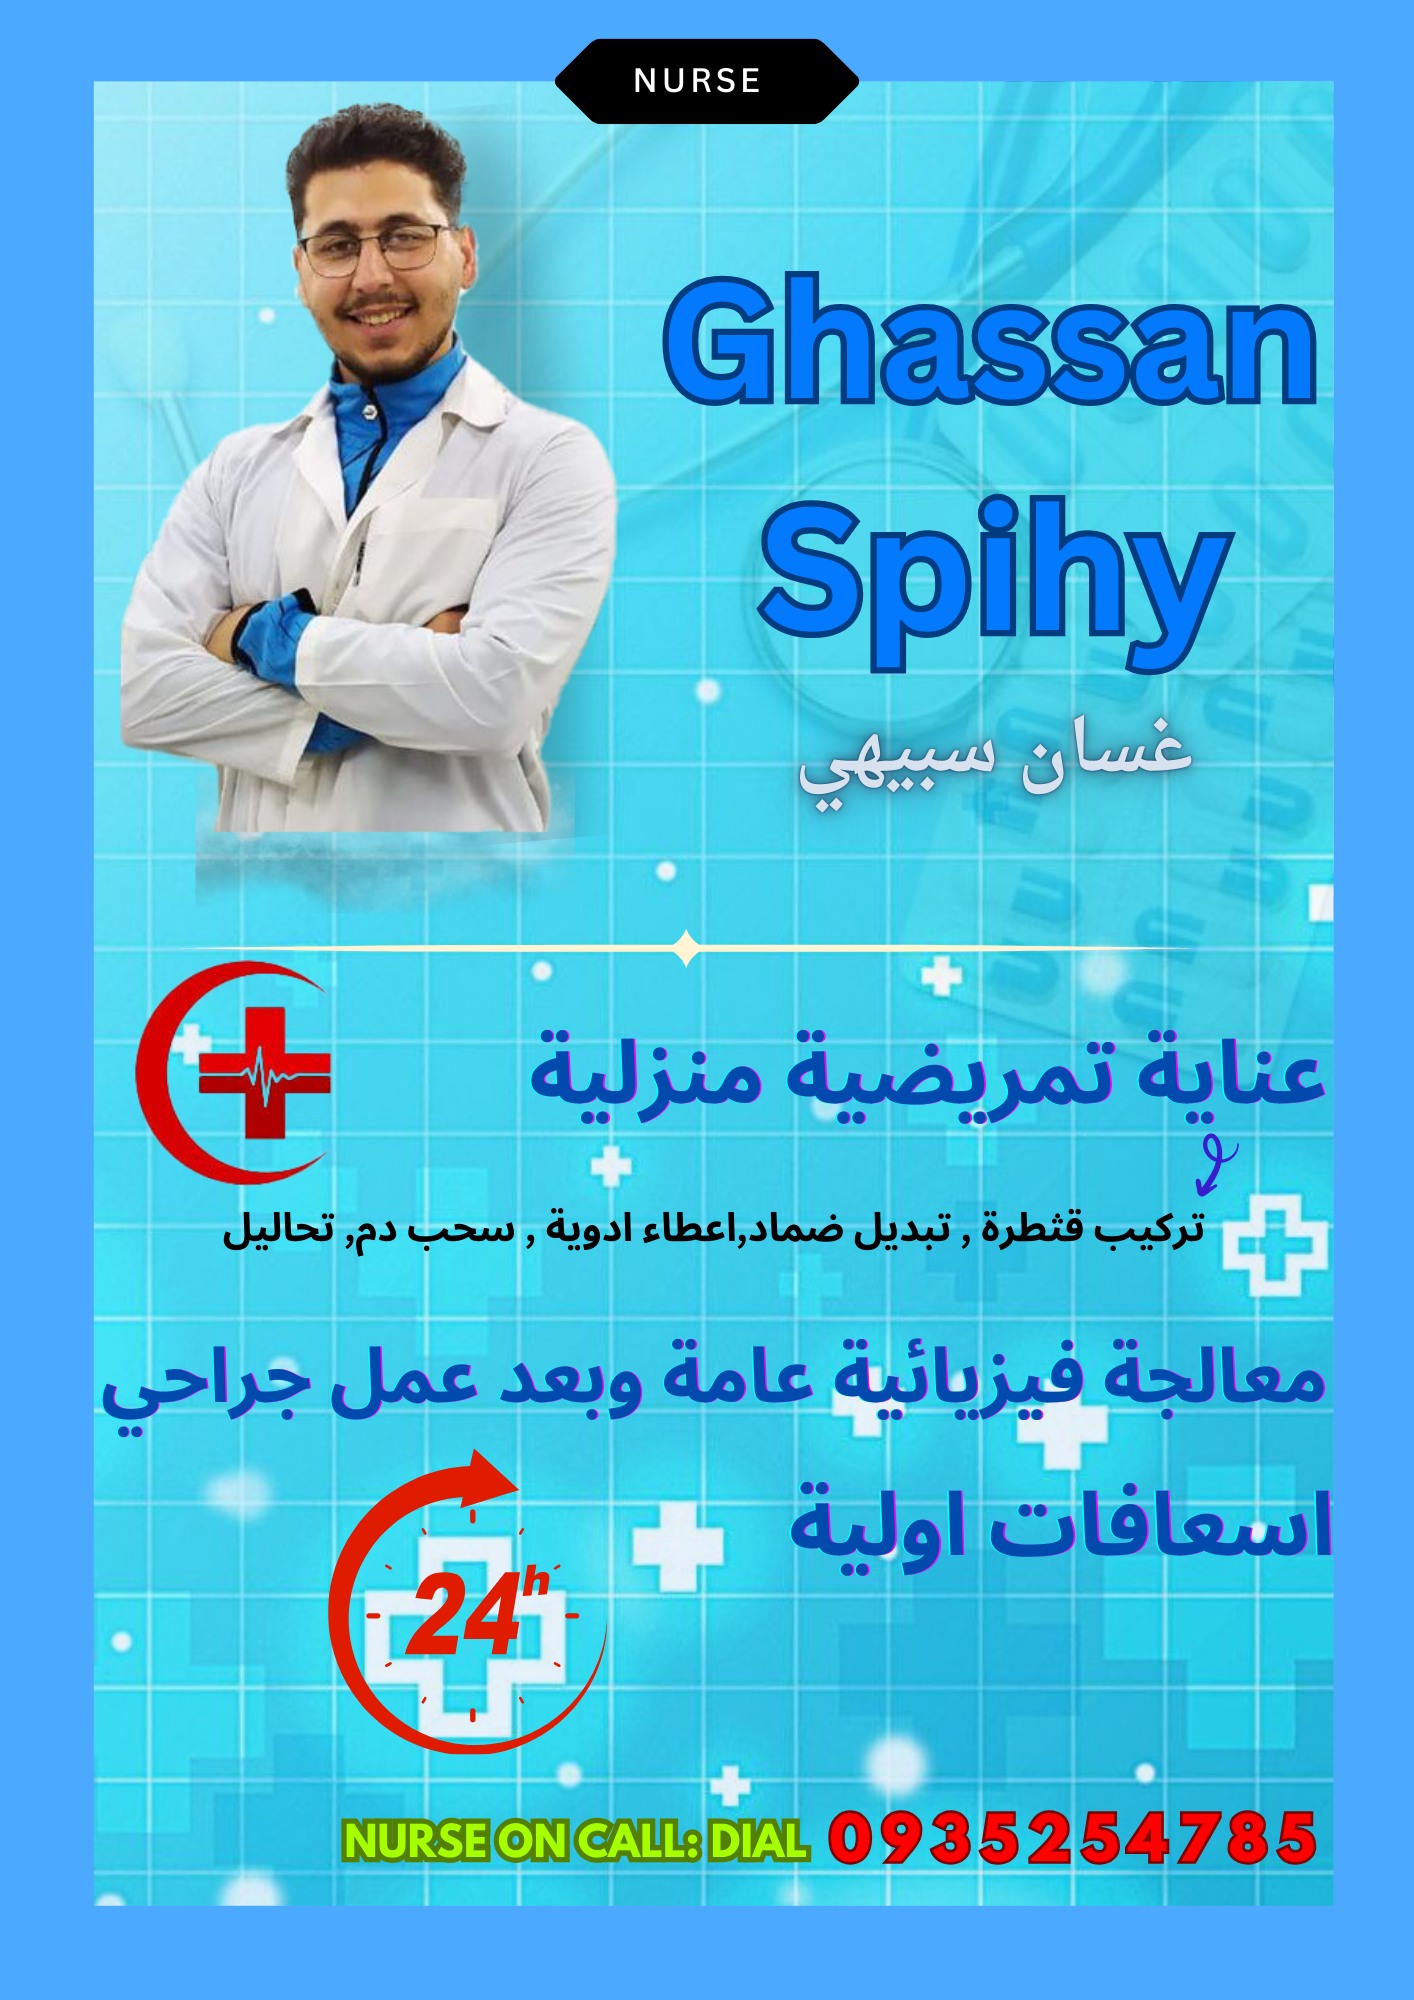 NURSE
Ghassan
Spihy
غسان سبيهي
عناية تمريضية منزلية
تركيب قثطرة , تبديل ضماد,اعطاء ادوية , سحب دم, تحاليل
معالجة فيزيائية عامة وبعد عمل جراحي
اسعافات اولية
24h
NURSE ON CALL: DIAL 0935254785